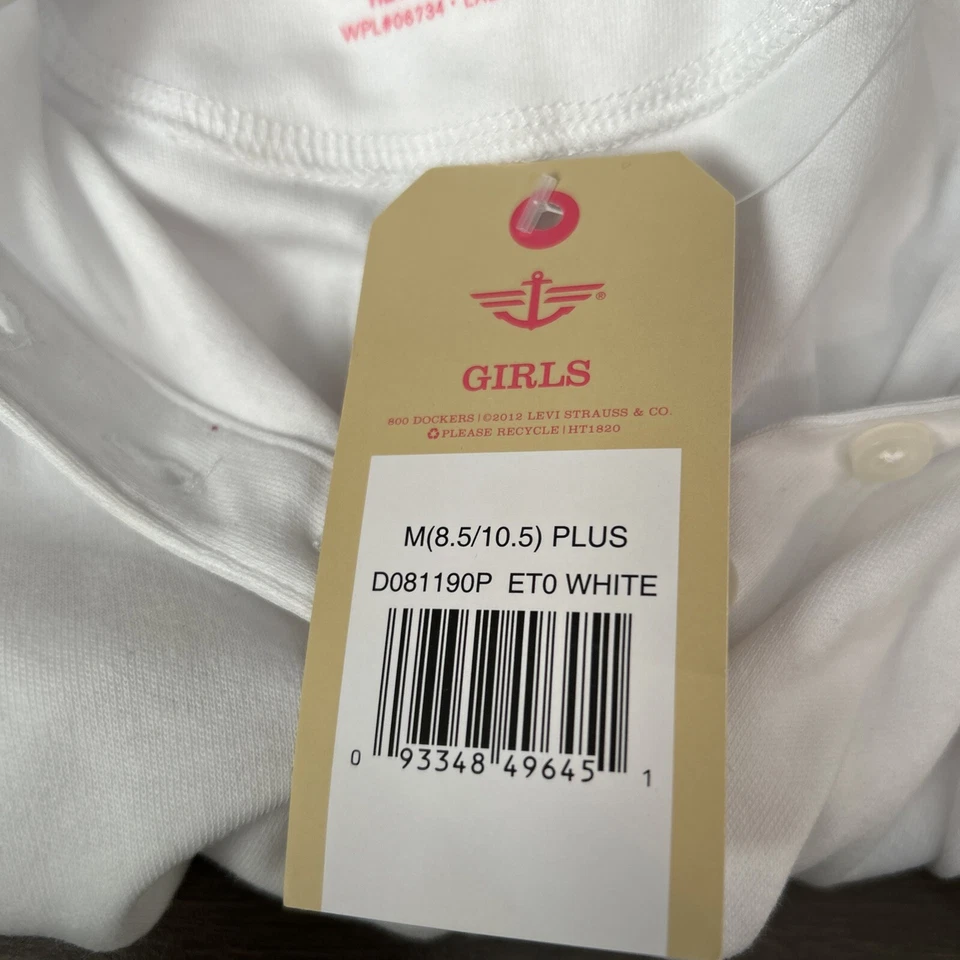 WPL#06734
®
GIRLS
800 DOCKERS | ©2012 LEVI STRAUSS & CO.
♻PLEASE RECYCLE | HT1820
M(8.5/10.5) PLUS
D081190P ET0 WHITE
0 93348 49645 1